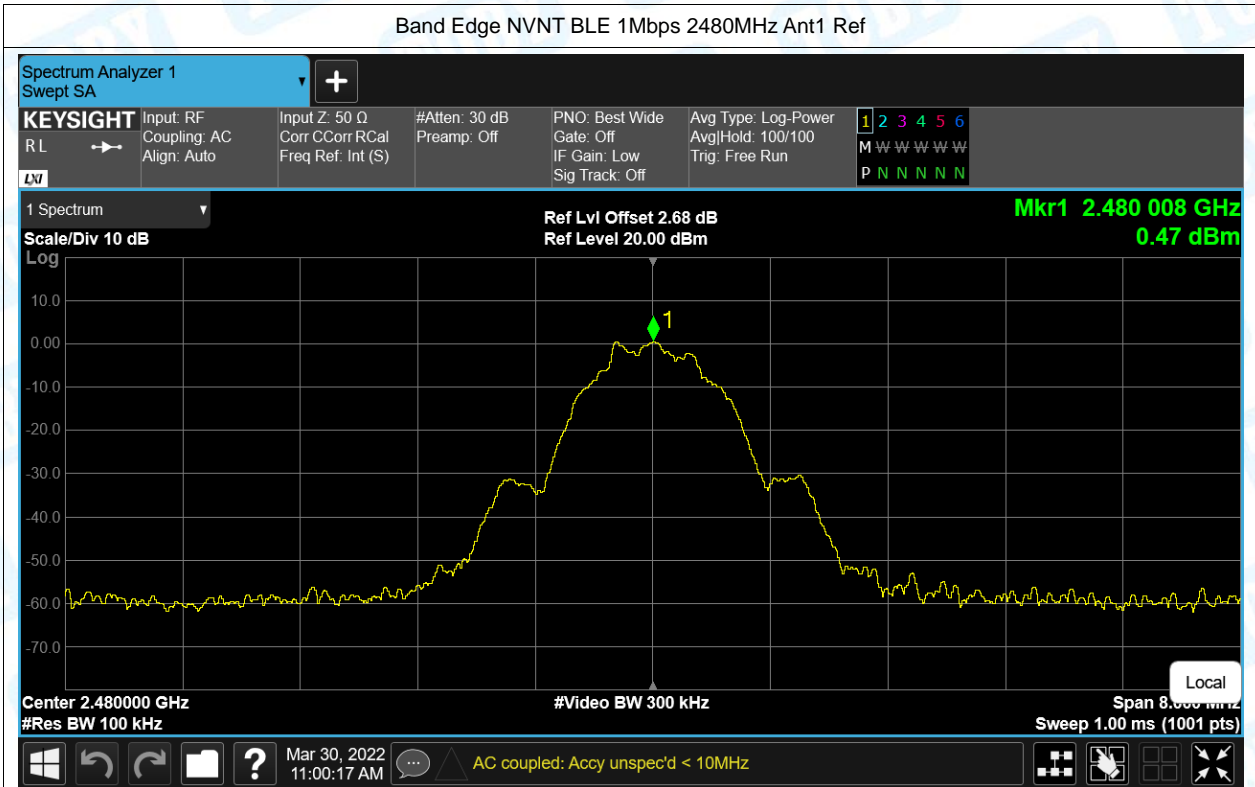 Band Edge NVNT BLE 1Mbps 2480MHz Ant1 Ref
Spectrum Analyzer 1
Swept SA
KEYSIGHT
R L
LXI
Input: RF
Coupling: AC
Align: Auto
Input Z: 50 Ω
Corr CCorr RCal
Freq Ref: Int (S)
#Atten: 30 dB
Preamp: Off
PNO: Best Wide
Gate: Off
IF Gain: Low
Sig Track: Off
Avg Type: Log-Power
Avg|Hold: 100/100
Trig: Free Run
1 2 3 4 5 6
M W W W W W
P N N N N N
1 Spectrum
Scale/Div 10 dB
Ref Lvl Offset 2.68 dB
Ref Level 20.00 dBm
Mkr1 2.480 008 GHz
0.47 dBm
Log
10.0
0.00
-10.0
-20.0
-30.0
-40.0
-50.0
-60.0
-70.0
1
Local
Center 2.480000 GHz
#Res BW 100 kHz
#Video BW 300 kHz
Span 8.000 MHz
Sweep 1.00 ms (1001 pts)
?
Mar 30, 2022
11:00:17 AM
AC coupled: Accy unspec'd < 10MHz